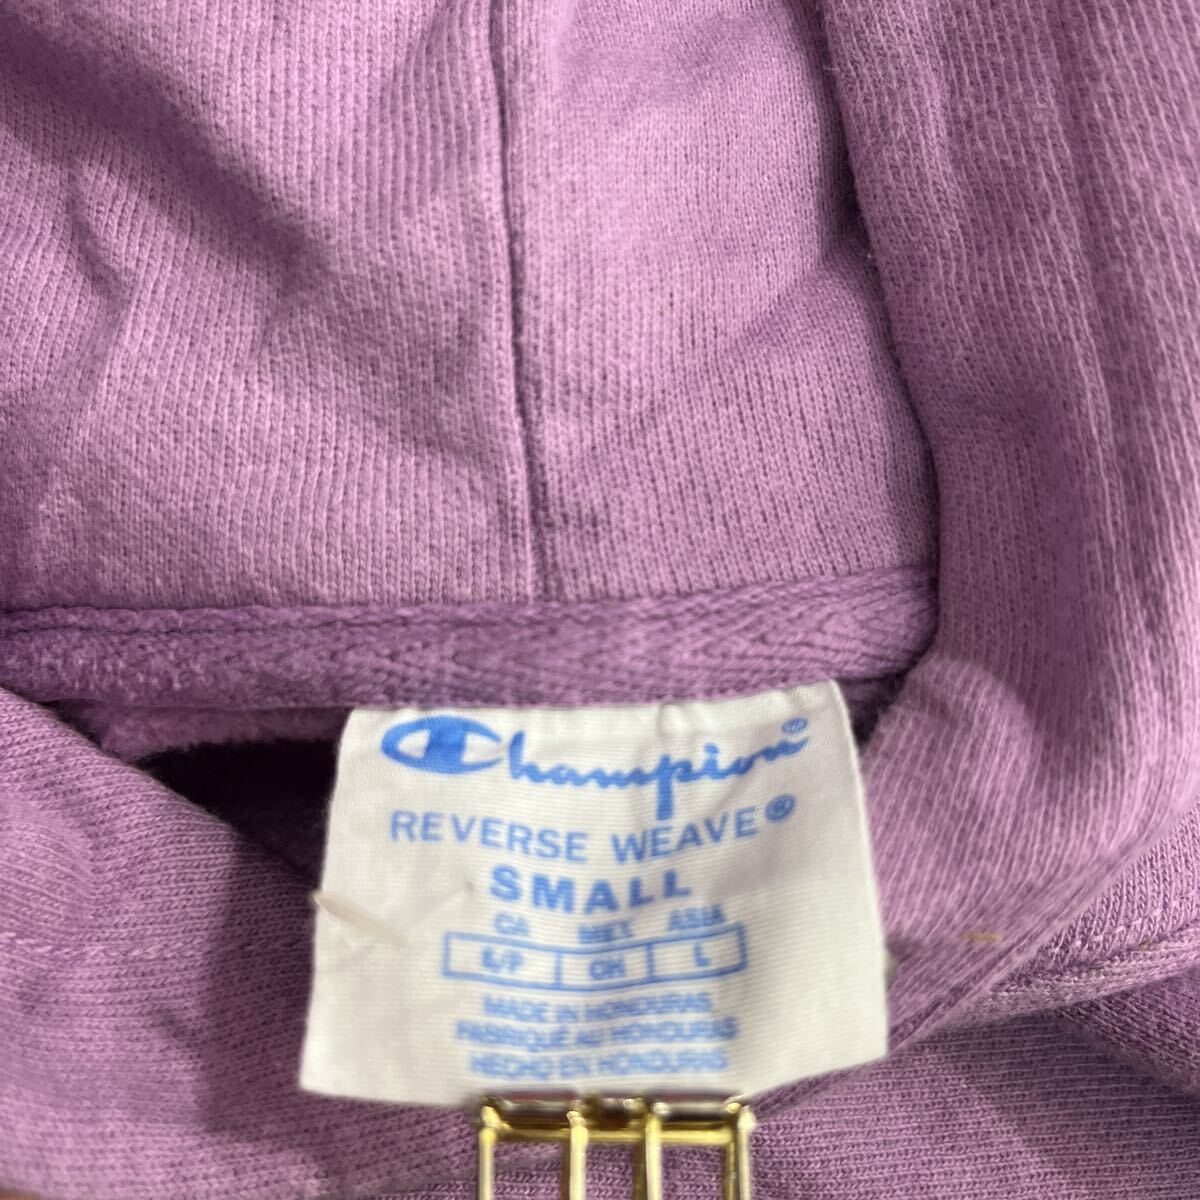 Champion®
REVERSE WEAVE®
SMALL
CA MEX ASIA
S/P CH L
MADE IN HONDURAS
FABRIQUÉ AU HONDURAS
HECHO EN HONDURAS